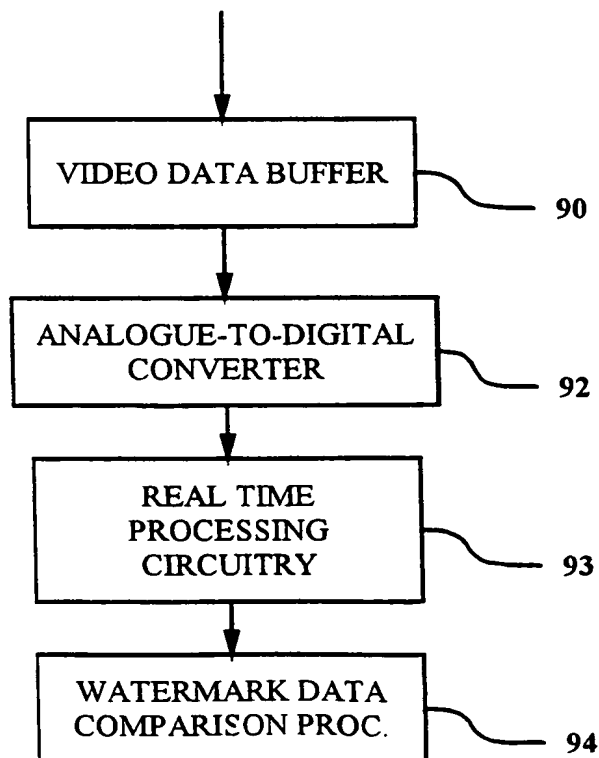 VIDEO DATA BUFFER
90
ANALOGUE-TO-DIGITAL
CONVERTER
92
REAL TIME
PROCESSING
CIRCUITRY
93
WATERMARK DATA
COMPARISON PROC.
94